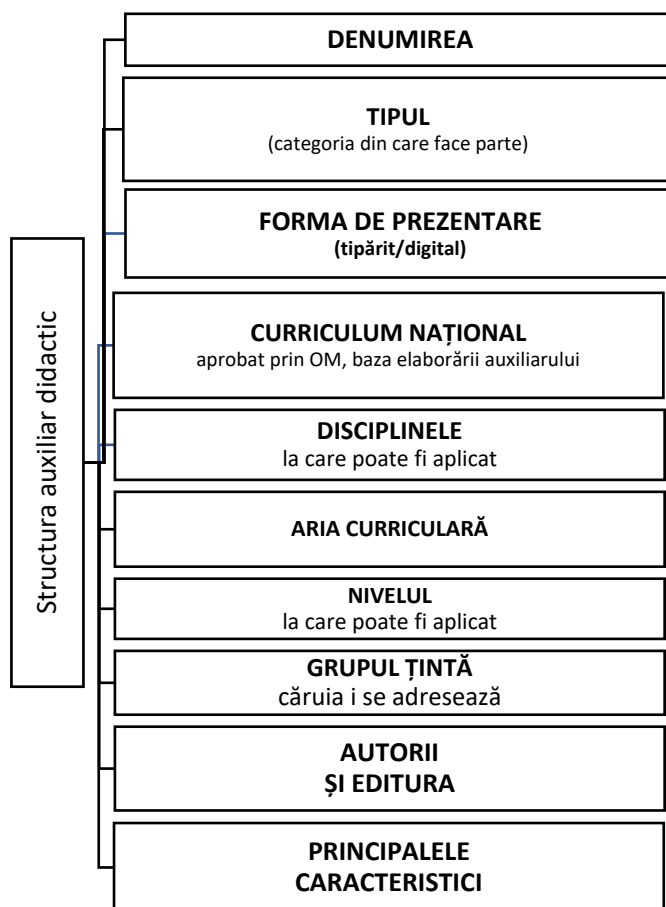 Structura auxiliar didactic
DENUMIREA
TIPUL
(categoria din care face parte)
FORMA DE PREZENTARE
(tipărit/digital)
CURRICULUM NAȚIONAL
aprobat prin OM, baza elaborării auxiliarului
DISCIPLINELE
la care poate fi aplicat
ARIA CURRICULARĂ
NIVELUL
la care poate fi aplicat
GRUPUL ȚINTĂ
căruia i se adresează
AUTORII
ȘI EDITURA
PRINCIPALELE
CARACTERISTICI